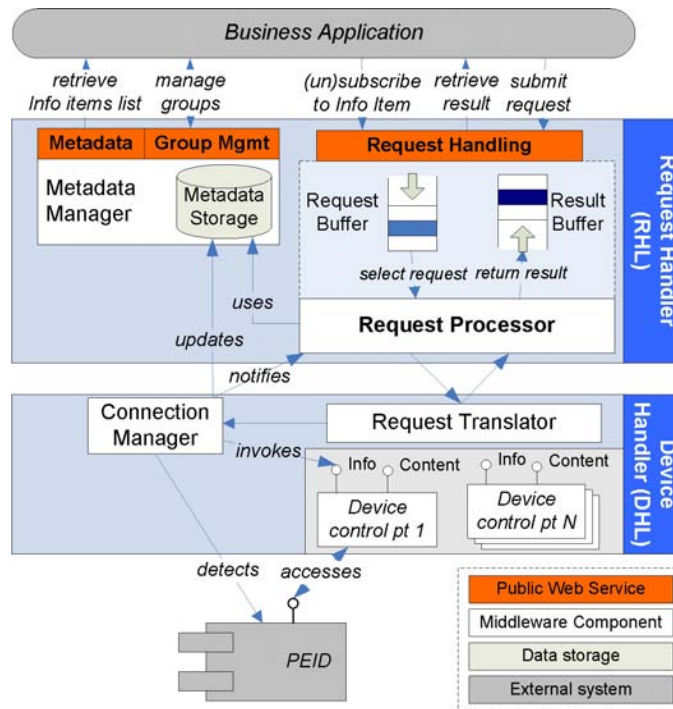 Business Application
retrieve
Info items list
manage
groups
(un)subscribe
to Info Item
retrieve
result
submit
request
Metadata
Group Mgmt
Request Handling
Metadata
Manager
Metadata
Storage
Request
Buffer
Result
Buffer
select request
return result
uses
Request Processor
updates
notifies
Request Handler
(RHL)
Connection
Manager
Request Translator
invokes
Info
Content
Info
Content
Device
control pt 1
Device
control pt N
Device
Handler (DHL)
detects
accesses
PEID
Public Web Service
Middleware Component
Data storage
External system